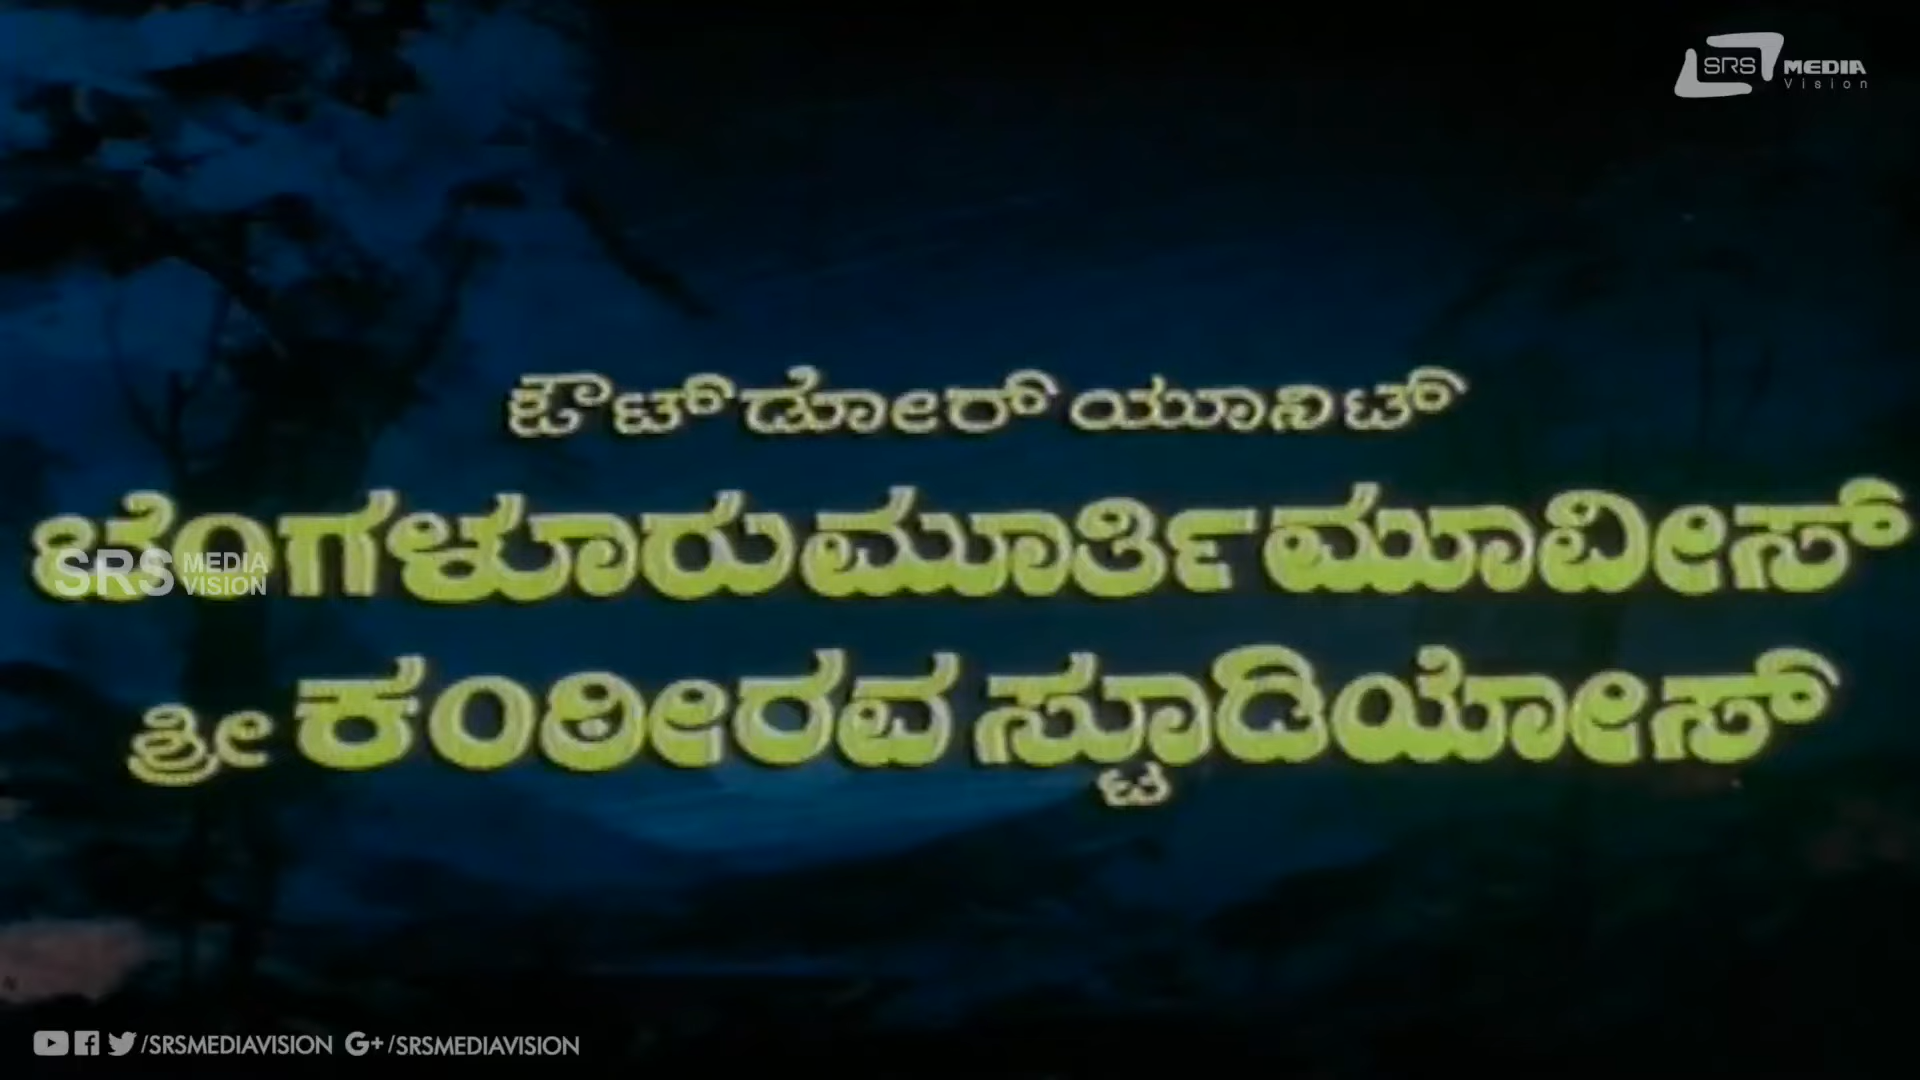 SRS MEDIA
Vision
ಔಟ್‌ಡೋರ್ ಯೂನಿಟ್
ಬೆಂಗಳೂರು ಮೂರ್ತಿ ಮೂವೀಸ್
SRS MEDIA VISION
ಶ್ರೀ ಕಂಠೀರವ ಸ್ಟೂಡಿಯೋಸ್
/SRSMEDIAVISION G+ /SRSMEDIAVISION